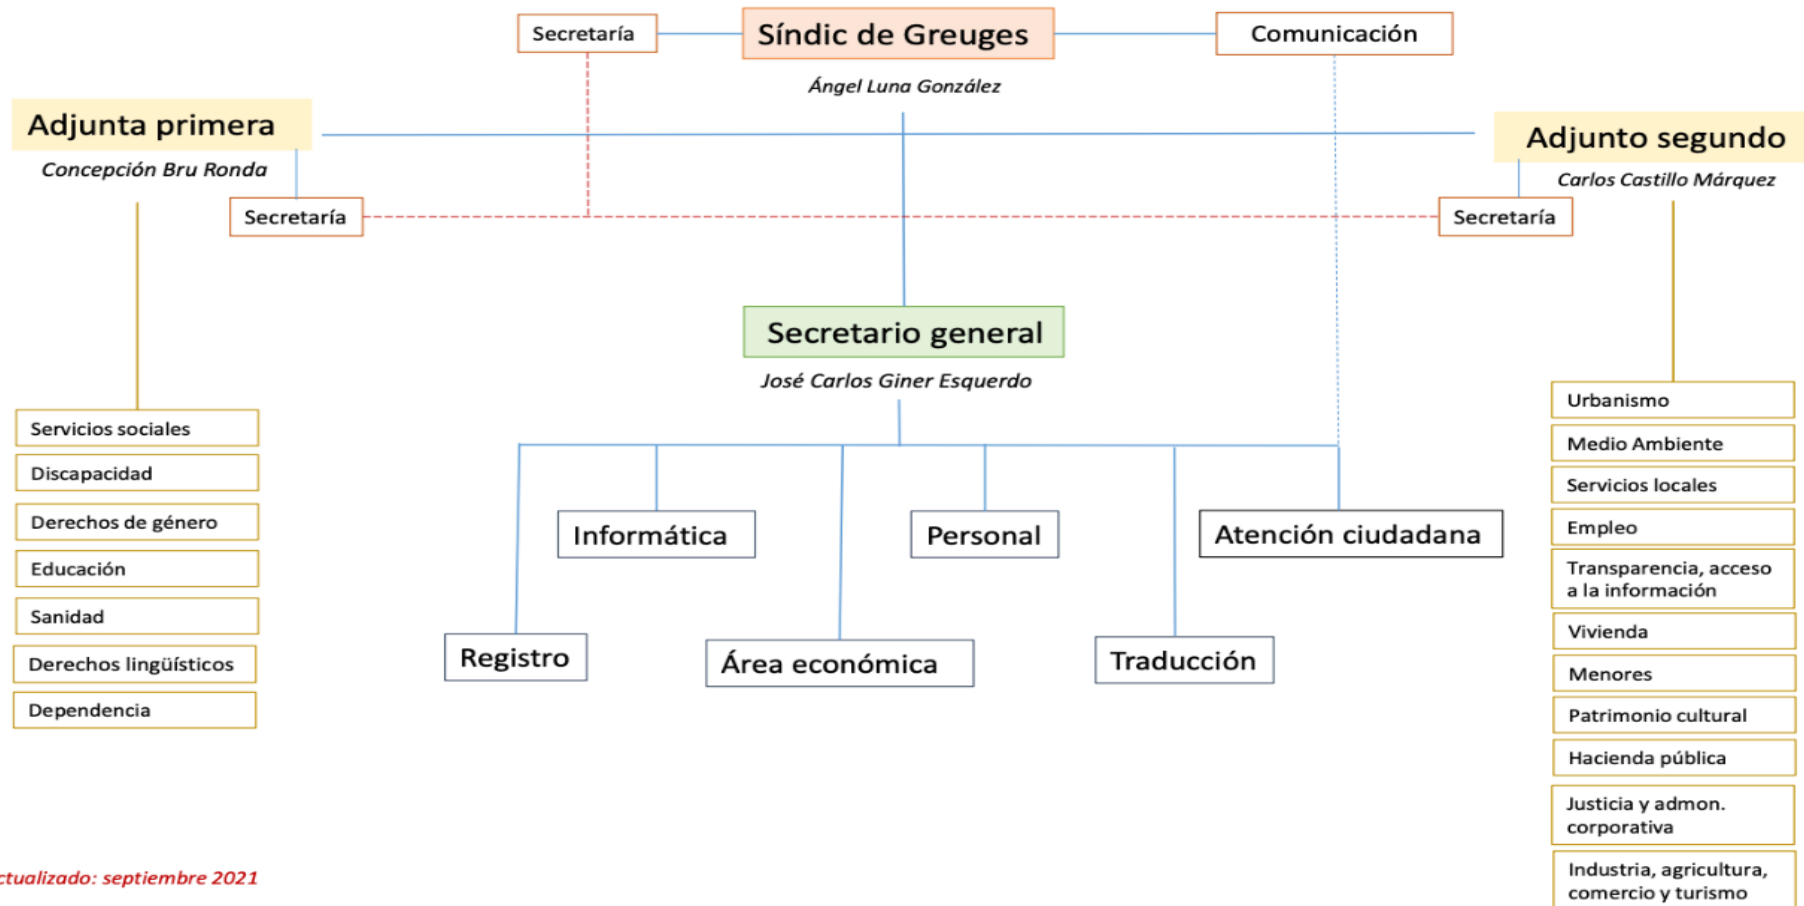 Secretaría
Síndic de Greuges
Comunicación
Ángel Luna González
Adjunta primera
Concepción Bru Ronda
Secretaría
Adjunto segundo
Carlos Castillo Márquez
Secretaría
Secretario general
José Carlos Giner Esquerdo
Servicios sociales
Discapacidad
Derechos de género
Educación
Sanidad
Derechos lingüísticos
Dependencia
Informática
Personal
Atención ciudadana
Registro
Área económica
Traducción
Urbanismo
Medio Ambiente
Servicios locales
Empleo
Transparencia, acceso
a la información
Vivienda
Menores
Patrimonio cultural
Hacienda pública
Justicia y admon.
corporativa
Industria, agricultura,
comercio y turismo
ctualizado: septiembre 2021